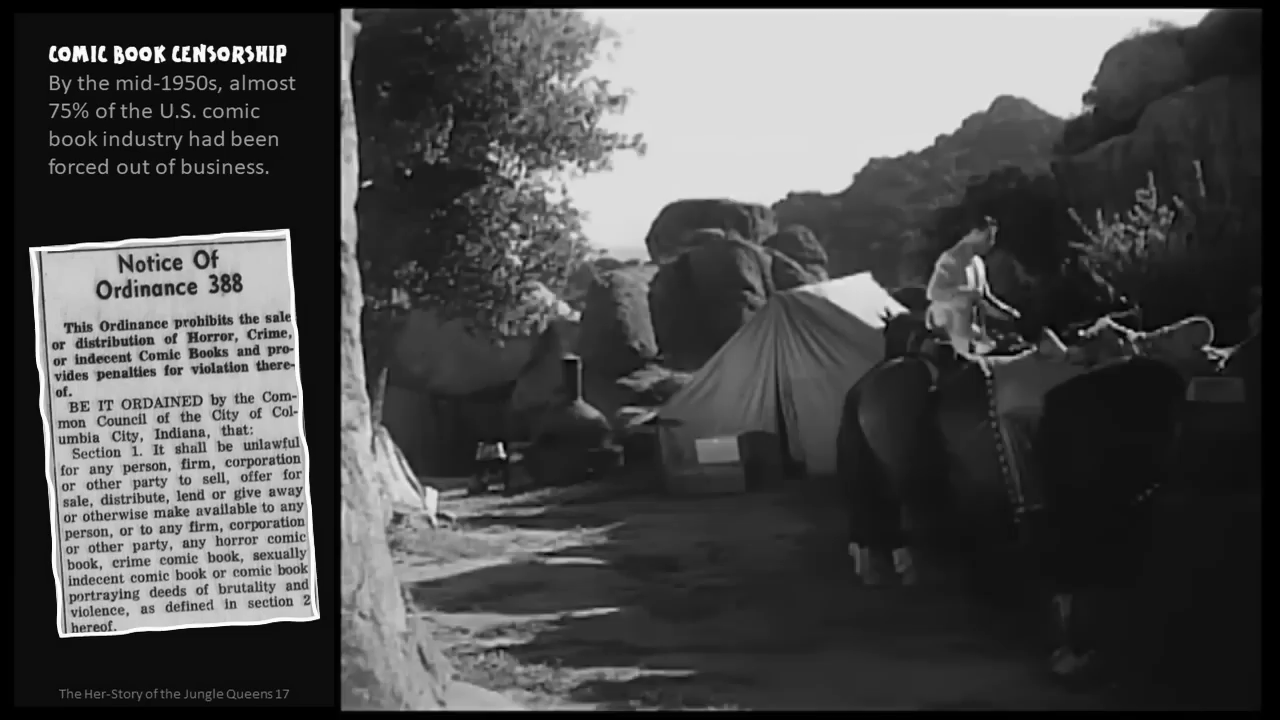 COMIC BOOK CENSORSHIP
By the mid-1950s, almost
75% of the U.S. comic
book industry had been
forced out of business.
Notice Of
Ordinance 388
This Ordinance prohibits the sale
or distribution of Horror, Crime,
or indecent Comic Books and pro-
vides penalties for violation there-
of.
BE IT ORDAINED by the Com-
mon Council of the City of Col-
umbia City, Indiana, that:
Section 1. It shall be unlawful
for any person, firm, corporation
or other party to sell, offer for
sale, distribute, lend or give away
or otherwise make available to any
person, or to any firm, corporation
or other party, any horror comic
book, crime comic book, sexually
indecent comic book or comic book
portraying deeds of brutality and
violence, as defined in section 2
hereof.
The Her-Story of the Jungle Queens 17